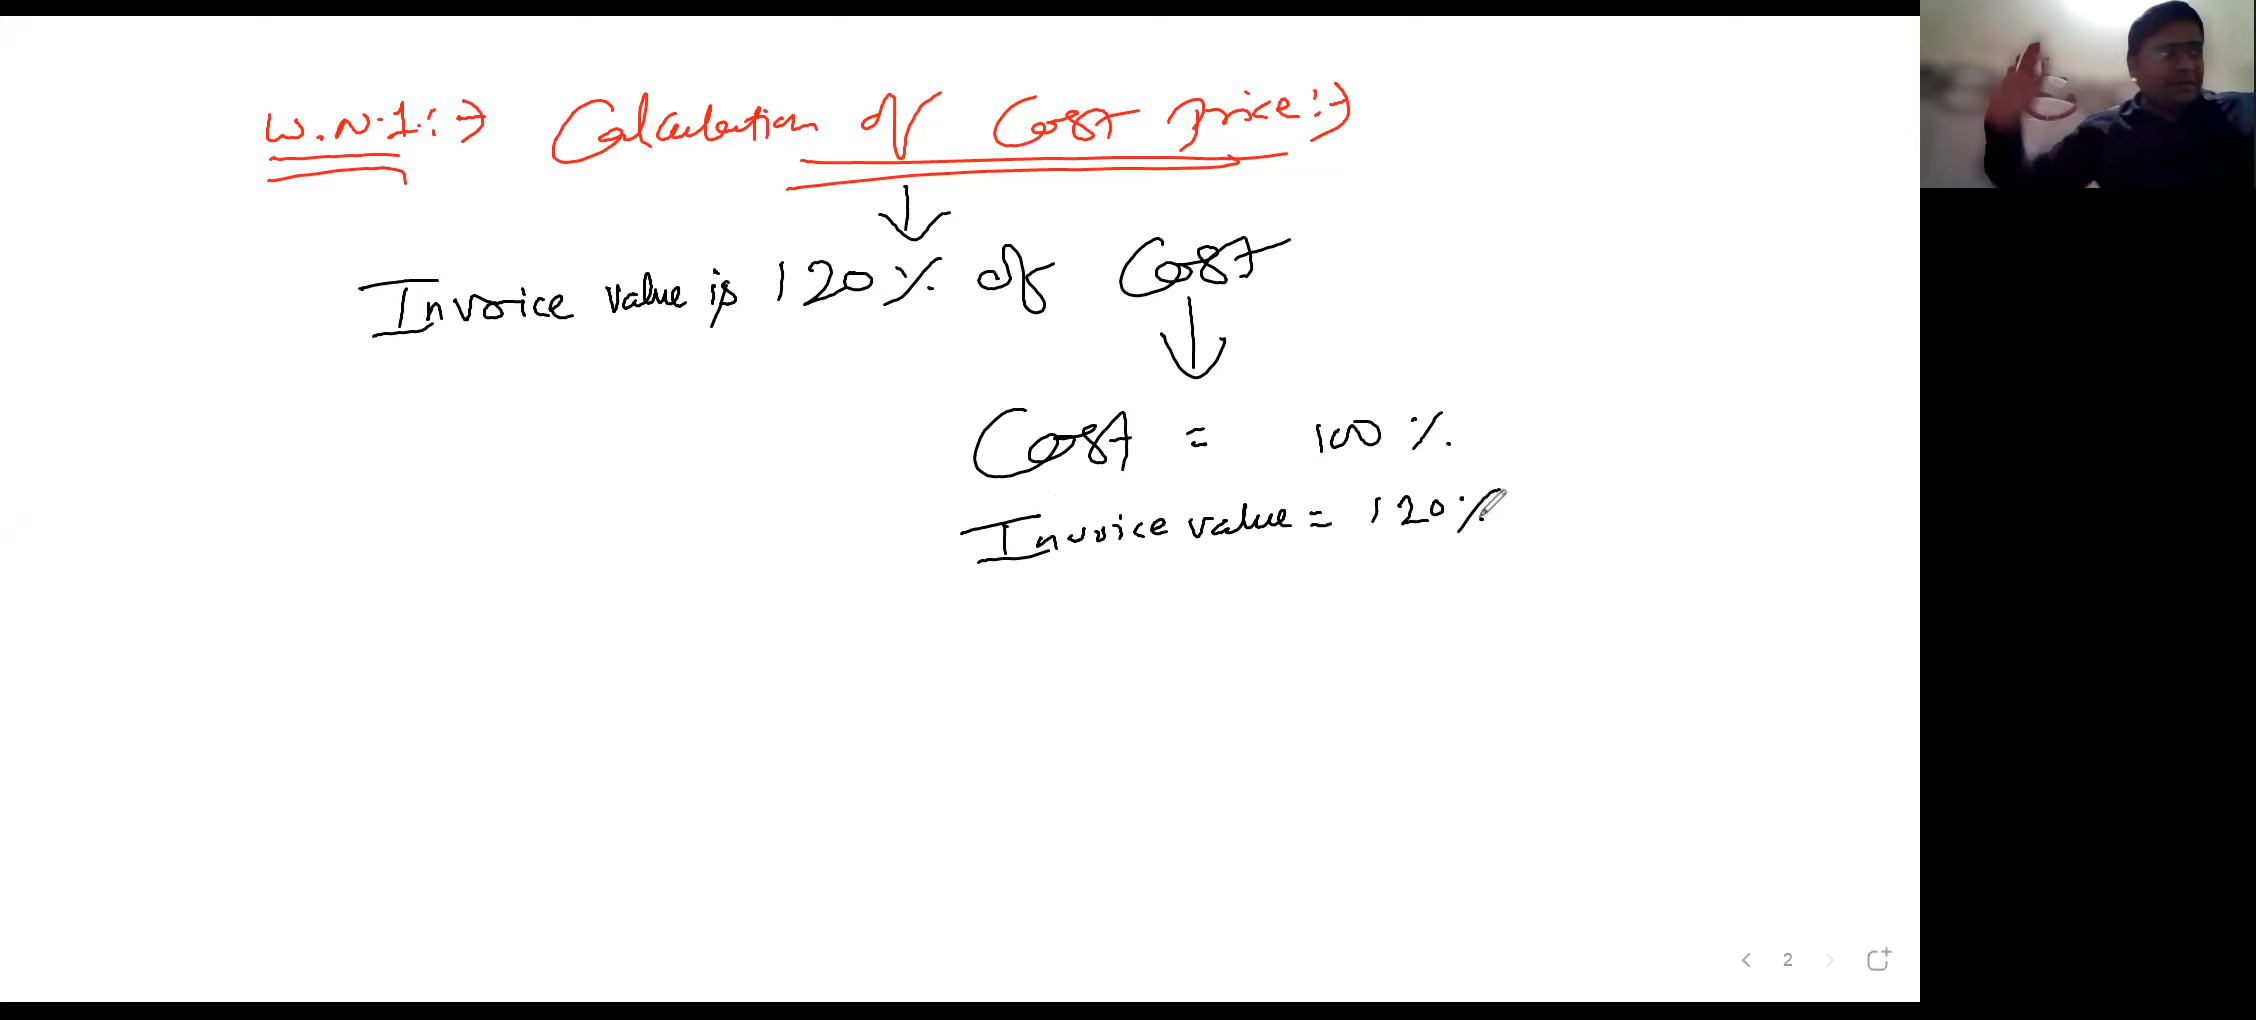 W.N.1:→ Calculation of Cost Price:→
Invoice value is 120% of Cost
Cost = 100%
Invoice value = 120%
2